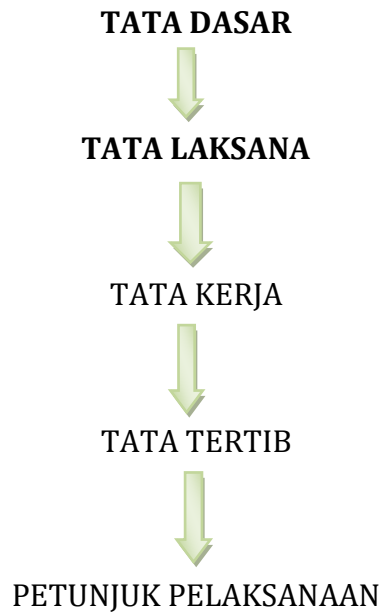 TATA DASAR
TATA LAKSANA
TATA KERJA
TATA TERTIB
PETUNJUK PELAKSANAAN